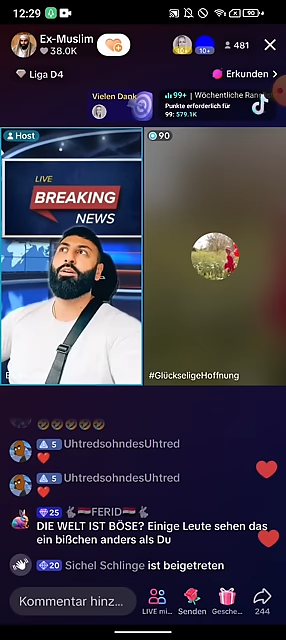 12:29
Ex-Muslim
38.0K
10+
481
Liga D4
Erkunden
Vielen Dank
99+ | Wöchentliche Ran
Punkte erforderlich für
99: 579.1K
Host
90
LIVE
BREAKING
NEWS
#GlückseligeHoffnung
5 UhtredsohndesUhtred
5 UhtredsohndesUhtred
25 FERID
DIE WELT IST BÖSE? Einige Leute sehen das
ein bißchen anders als Du
20 Sichel Schlinge ist beigetreten
Kommentar hinz...
LIVE mi...
Senden
Gesche...
244